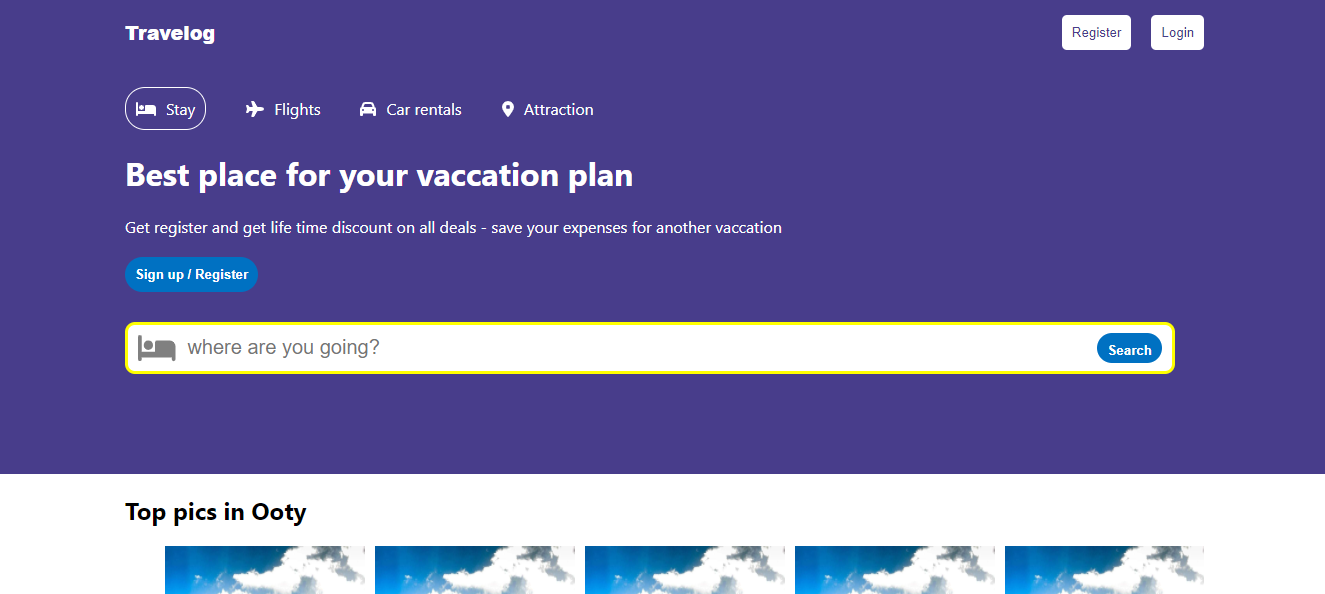 Travelog
Register
Login
Stay
Flights
Car rentals
Attraction
Best place for your vaccation plan
Get register and get life time discount on all deals - save your expenses for another vaccation
Sign up / Register
where are you going?
Search
Top pics in Ooty